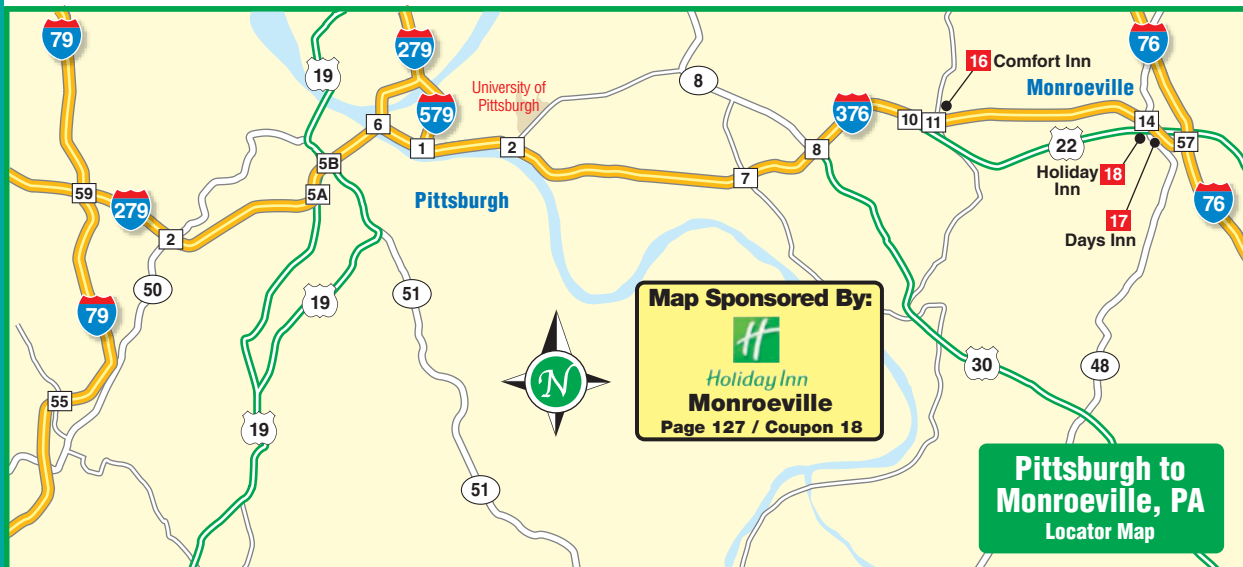 79
19
279
76
16 Comfort Inn
Monroeville
8
University of
Pittsburgh
579
376
6
1
2
10
11
14
22
57
5B
5A
8
7
Holiday
Inn
18
76
59
279
Pittsburgh
17
Days Inn
2
50
51
19
79
Map Sponsored By:
Holiday Inn
Monroeville
Page 127 / Coupon 18
N
30
48
55
19
51
Pittsburgh to
Monroeville, PA
Locator Map